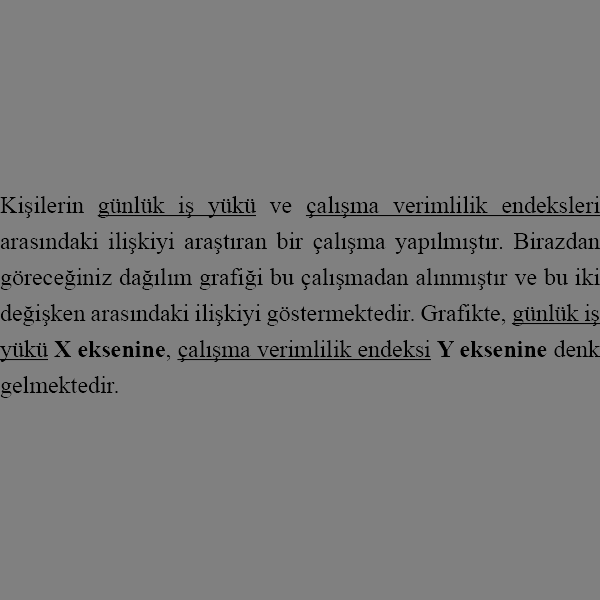 Kişilerin günlük iş yükü ve çalışma verimlilik endeksleri
arasındaki ilişkiyi araştıran bir çalışma yapılmıştır. Birazdan
göreceğiniz dağılım grafiği bu çalışmadan alınmıştır ve bu iki
değişken arasındaki ilişkiyi göstermektedir. Grafikte, günlük iş
yükü X eksenine, çalışma verimlilik endeksi Y eksenine denk
gelmektedir.